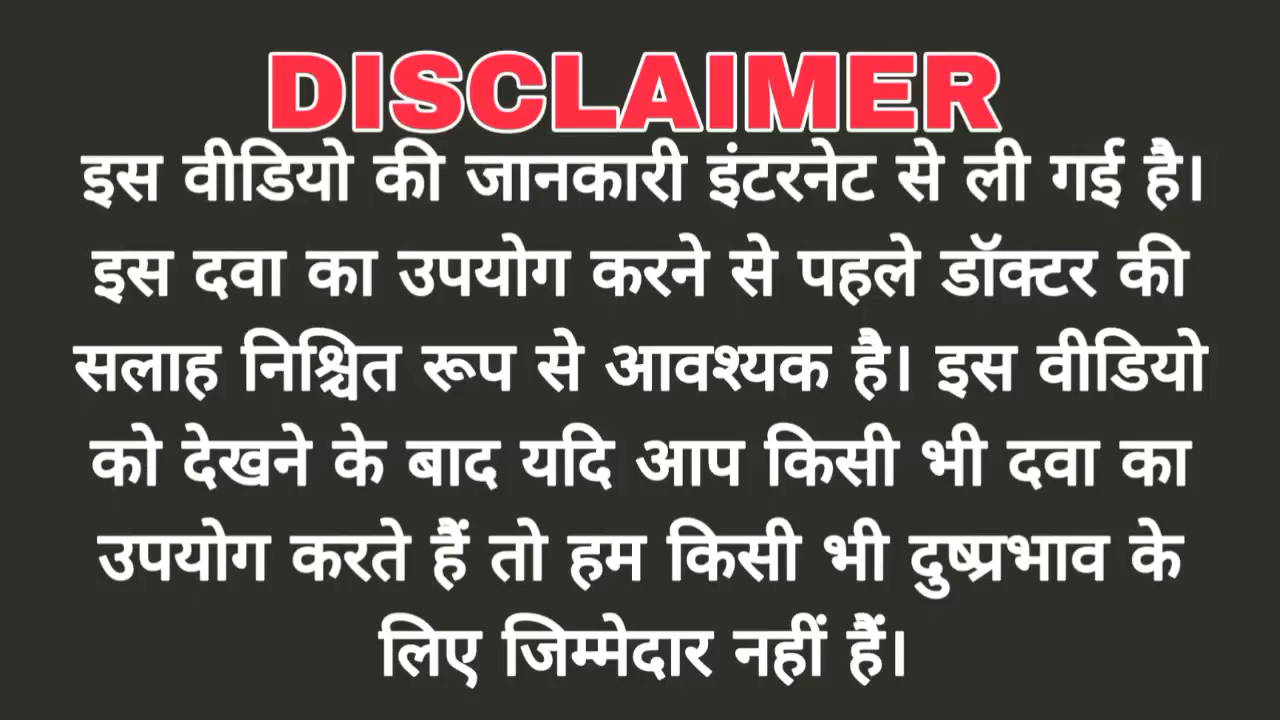 DISCLAIMER
इस वीडियो की जानकारी इंटरनेट से ली गई है।
इस दवा का उपयोग करने से पहले डॉक्टर की
सलाह निश्चित रूप से आवश्यक है। इस वीडियो
को देखने के बाद यदि आप किसी भी दवा का
उपयोग करते हैं तो हम किसी भी दुष्प्रभाव के
लिए जिम्मेदार नहीं हैं।